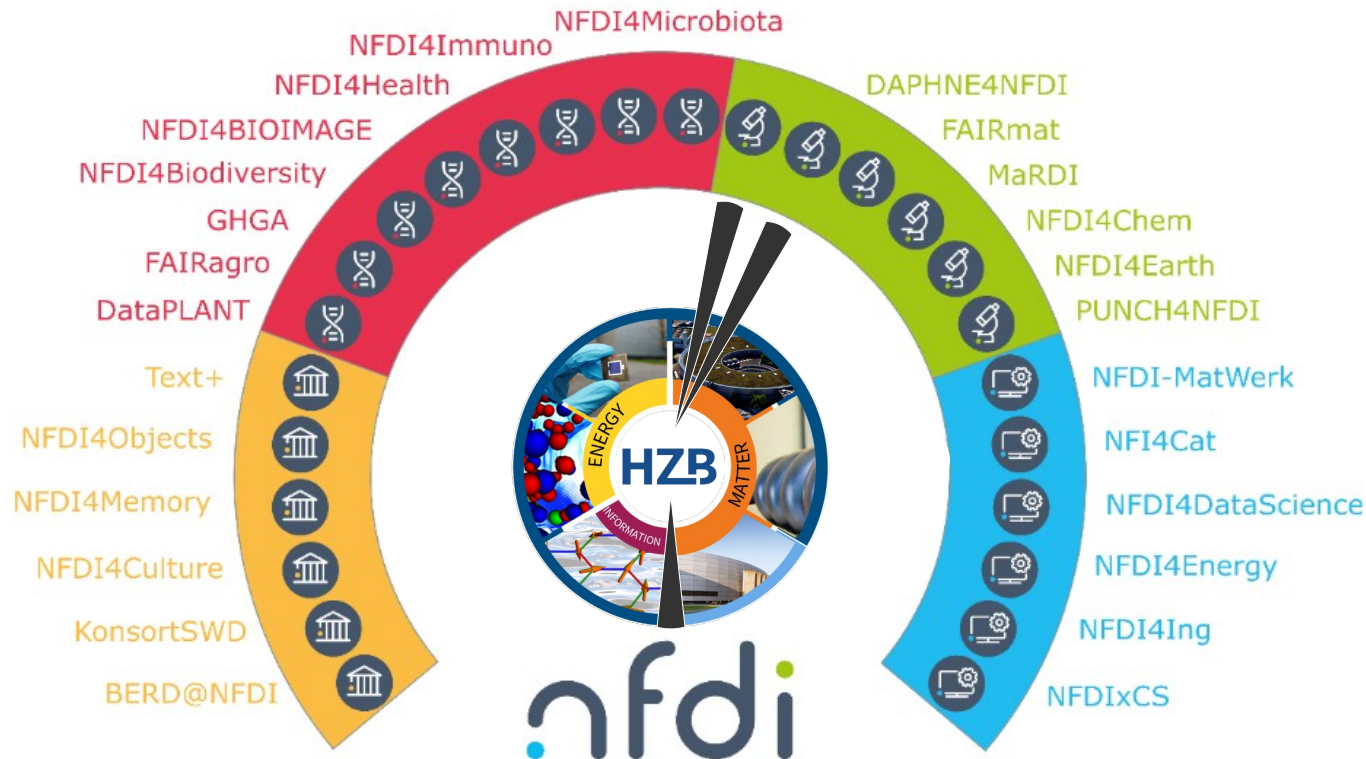 NFDI4Microbiota
NFDI4Immuno
NFDI4Health
NFDI4BIOIMAGE
NFDI4Biodiversity
GHGA
FAIRagro
DataPLANT
Text+
NFDI4Objects
NFDI4Memory
NFDI4Culture
KonsortSWD
BERD@NFDI
DAPHNE4NFDI
FAIRmat
MaRDI
NFDI4Chem
NFDI4Earth
PUNCH4NFDI
NFDI-MatWerk
NFI4Cat
NFDI4DataScience
NFDI4Energy
NFDI4Ing
NFDIxCS
ENERGY
MATTER
INFORMATION
HZB
nfdi